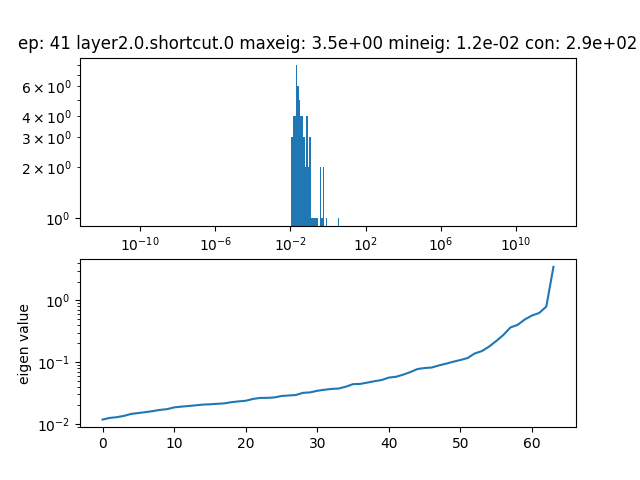 ep: 41 layer2.0.shortcut.0 maxeig: 3.5e+00 mineig: 1.2e-02 con: 2.9e+02
6 × 10⁰
4 × 10⁰
3 × 10⁰
2 × 10⁰
10⁰
10⁻¹⁰ 10⁻⁶ 10⁻² 10² 10⁶ 10¹⁰
eigen value
10⁰
10⁻¹
10⁻²
0 10 20 30 40 50 60